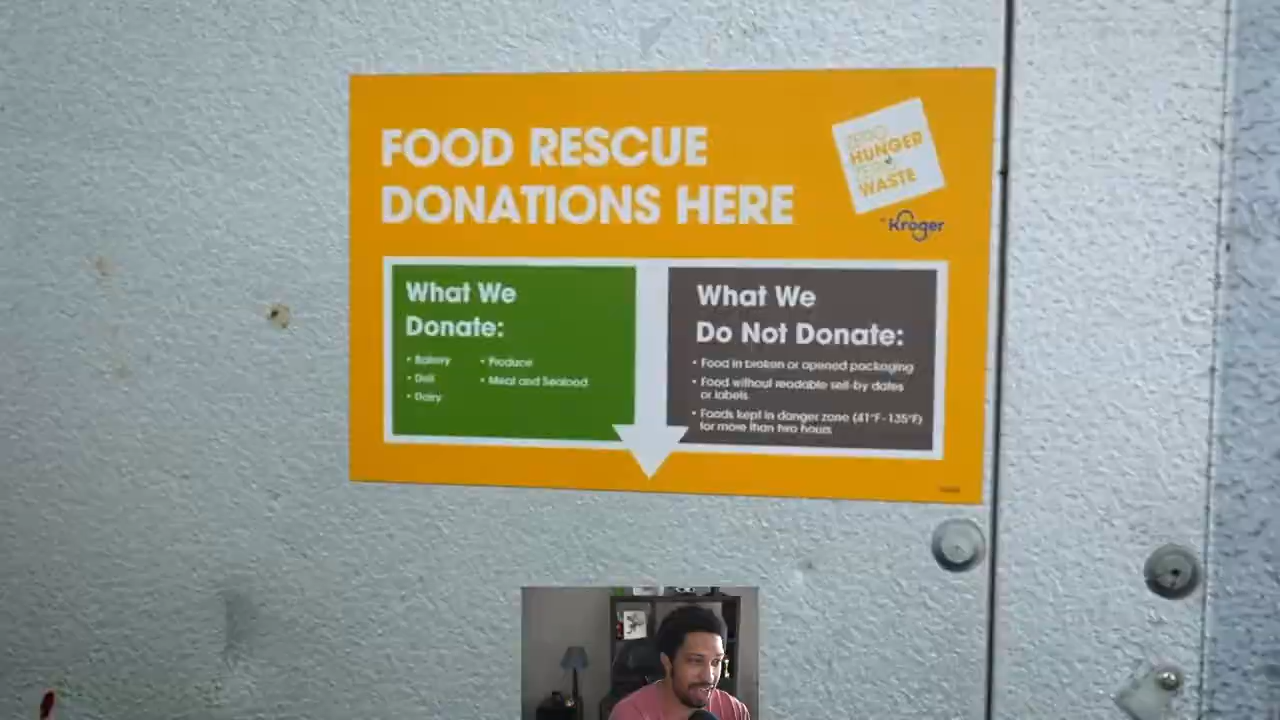 FOOD RESCUE
DONATIONS HERE
ZERO
HUNGER
ZERO
WASTE
Kroger
What We
Donate:
• Bakery
• Deli
• Dairy
• Produce
• Meat and Seafood
What We
Do Not Donate:
• Food in broken or opened packaging
• Food without readable sell-by dates
or labels
• Foods kept in danger zone (41°F-135°F)
for more than two hours